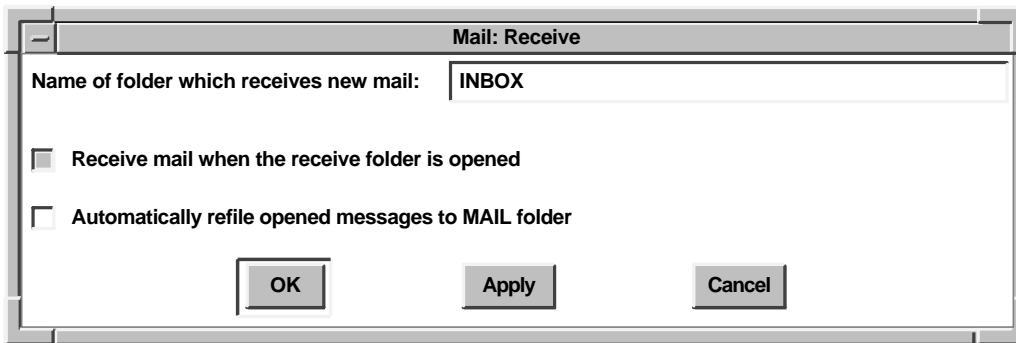 Mail: Receive
Name of folder which receives new mail: INBOX
Receive mail when the receive folder is opened
Automatically refile opened messages to MAIL folder
OK Apply Cancel